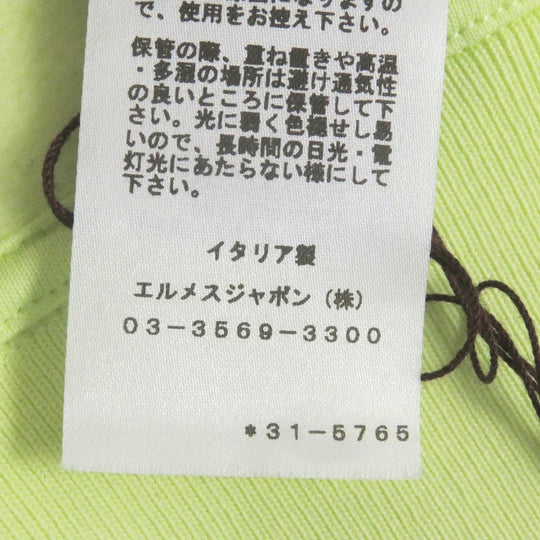 で、使用をお控え下さい。
保管の際、重ね置きや高温
・多湿の場所は避け通気性
の良いところに保管して下
さい。光に弱く色褪せし易
いので、長時間の日光・電
灯光にあたらない様にして
下さい。
イタリア製
エルメスジャポン（株）
03-3569-3300
*31-5765